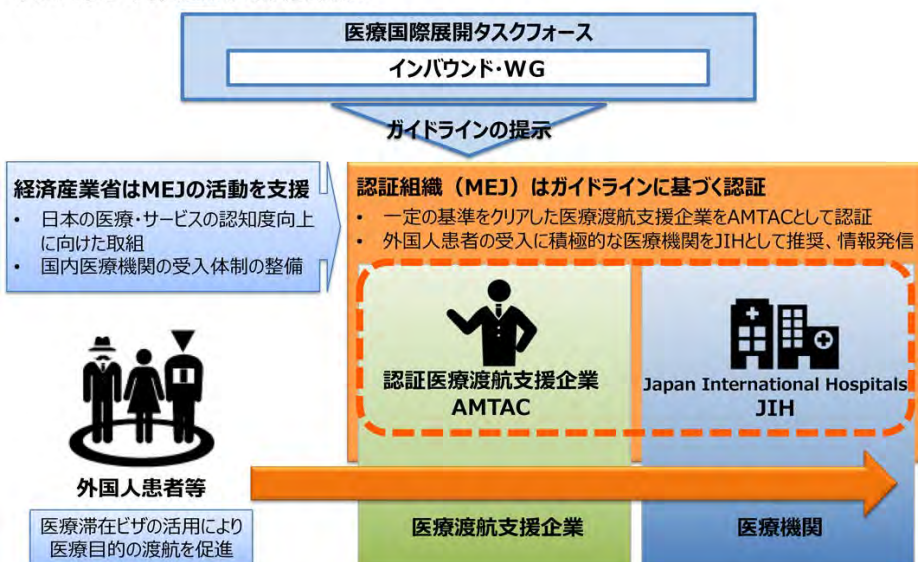 医療国際展開タスクフォース
インバウンド・WG
ガイドラインの提示
経済産業省はMEJの活動を支援
• 日本の医療・サービスの認知度向上
に向けた取組
• 国内医療機関の受入体制の整備
認証組織（MEJ）はガイドラインに基づく認証
• 一定の基準をクリアした医療渡航支援企業をAMTACとして認証
• 外国人患者の受入に積極的な医療機関をJIHとして推奨、情報発信
認証医療渡航支援企業
AMTAC
Japan International Hospitals
JIH
外国人患者等
医療滞在ビザの活用により
医療目的の渡航を促進
医療渡航支援企業
医療機関